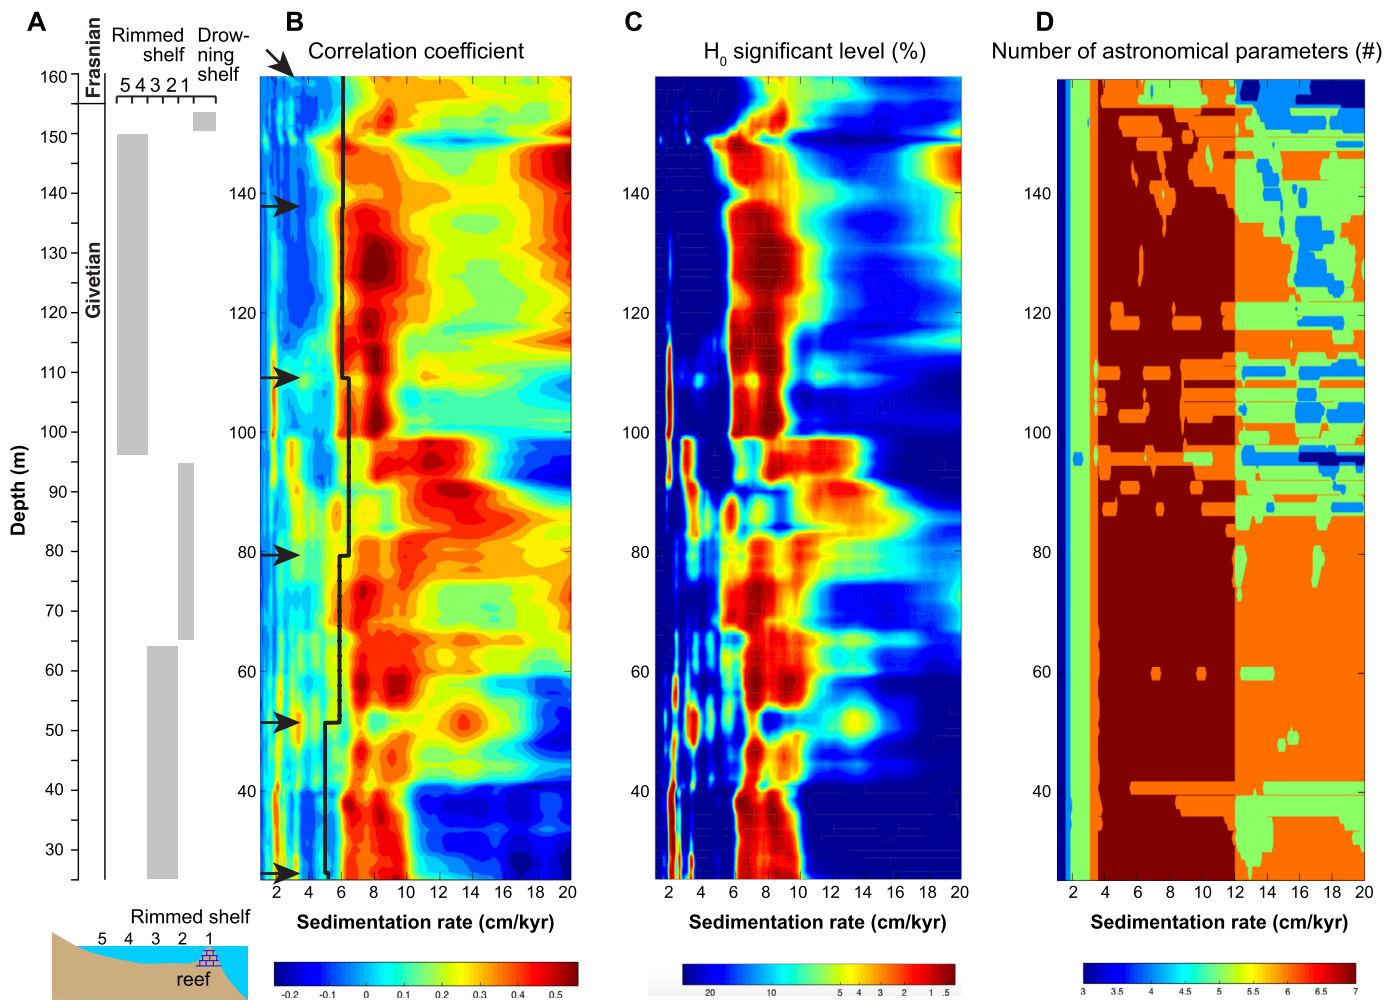 A
B
C
D
Frasnian
Rimmed
shelf
Drow-
ning
shelf
5 4 3 2 1
Correlation coefficient
H0 significant level (%)
Number of astronomical parameters (#)
Givetian
Depth (m)
160
150
140
130
120
110
100
90
80
70
60
50
40
30
140
120
100
80
60
40
2 4 6 8 10 12 14 16 18 20
Sedimentation rate (cm/kyr)
140
120
100
80
60
40
2 4 6 8 10 12 14 16 18 20
Sedimentation rate (cm/kyr)
140
120
100
80
60
40
2 4 6 8 10 12 14 16 18 20
Sedimentation rate (cm/kyr)
Rimmed shelf
5 4 3 2 1
reef
-0.2 -0.1 0 0.1 0.2 0.3 0.4 0.5
20 10 5 4 3 2 1 .5
3 3.5 4 4.5 5 5.5 6 6.5 7